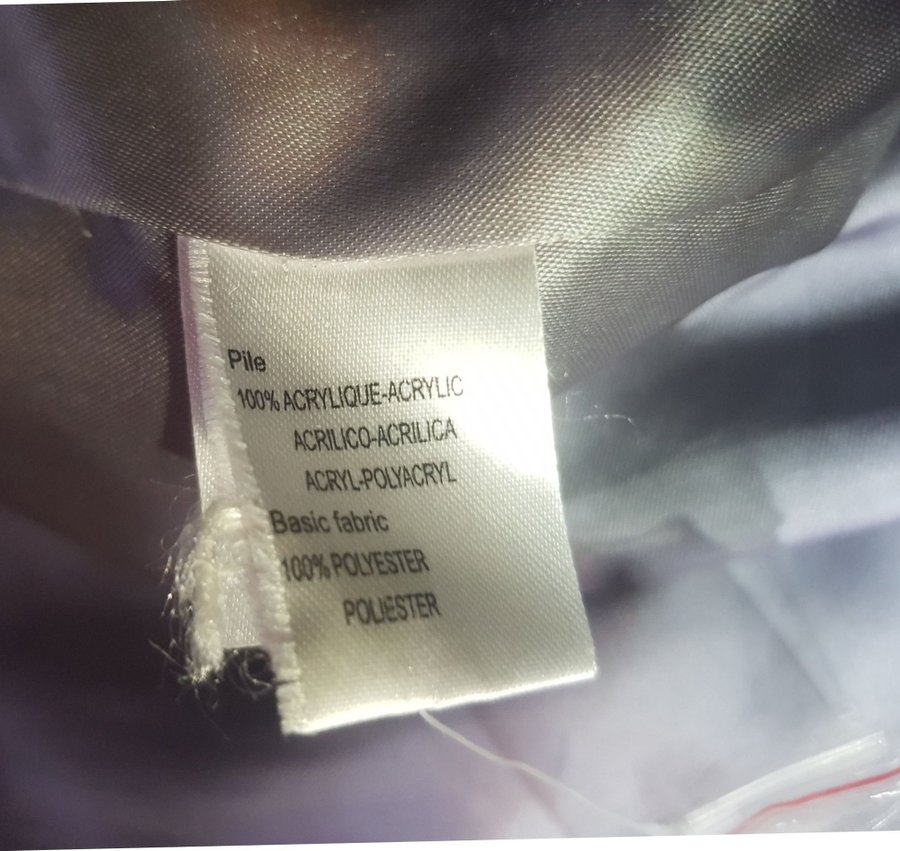 Pile
100% ACRYLIQUE-ACRYLIC
ACRILICO-ACRILICA
ACRYL-POLYACRYL
Basic fabric
100% POLYESTER
POLIESTER